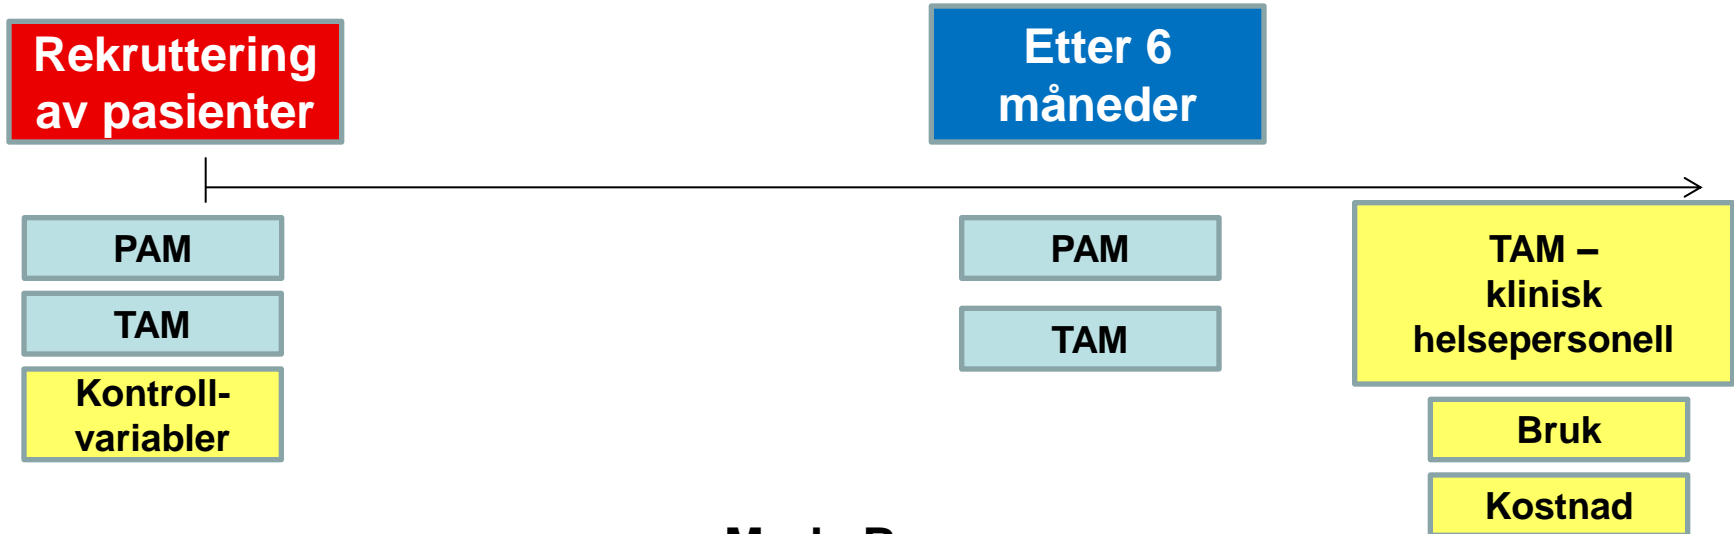 Rekruttering
av pasienter
Etter 6
måneder
PAM
TAM
Kontroll-
variabler
PAM
TAM
TAM –
klinisk
helsepersonell
Bruk
Kostnad